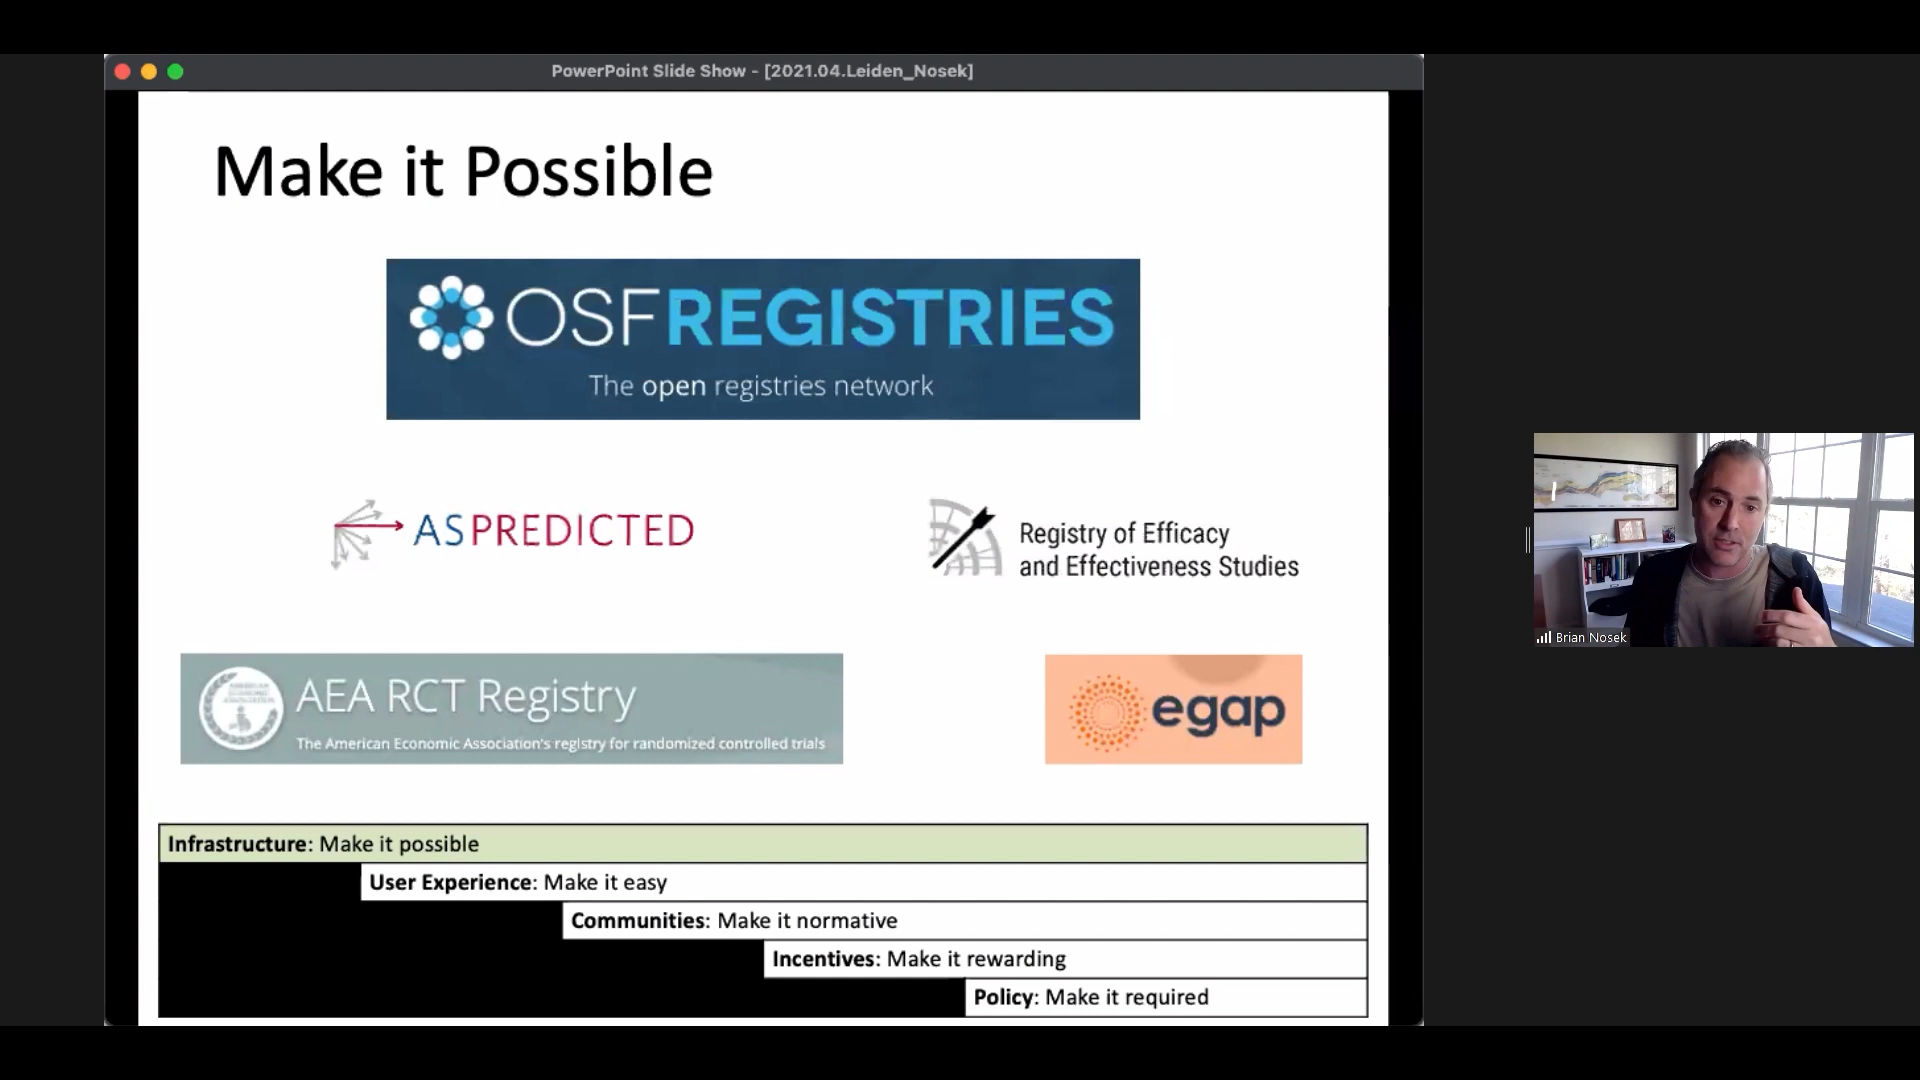 PowerPoint Slide Show - [2021.04.Leiden_Nosek]
Make it Possible
OSFREGISTRIES
The open registries network
ASPREDICTED
Registry of Efficacy
and Effectiveness Studies
AEA RCT Registry
The American Economic Association's registry for randomized controlled trials
egap
Infrastructure: Make it possible
User Experience: Make it easy
Communities: Make it normative
Incentives: Make it rewarding
Policy: Make it required
Brian Nosek